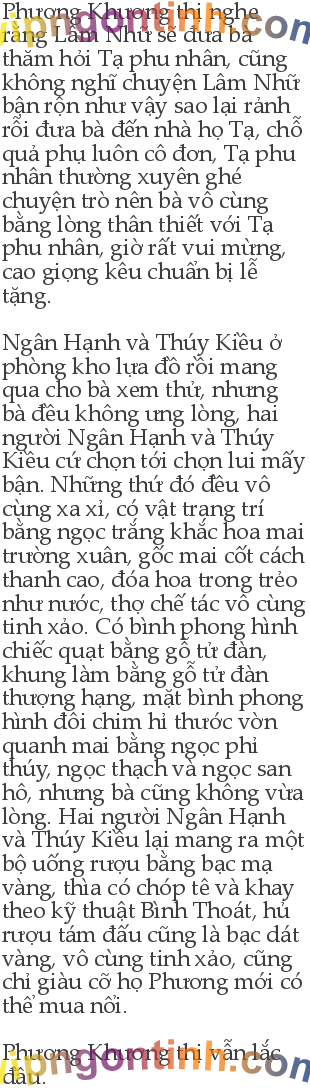 Phương Khương thị nghe
rằng Lâm Nhữ sẽ đưa bà
thăm hỏi Tạ phu nhân, cũng
không nghĩ chuyện Lâm Nhữ
bận rộn như vậy sao lại rảnh
rỗi đưa bà đến nhà họ Tạ, chỗ
quả phụ luôn cô đơn, Tạ phu
nhân thường xuyên ghé
chuyện trò nên bà vô cùng
bằng lòng thân thiết với Tạ
phu nhân, giờ rất vui mừng,
cao giọng kêu chuẩn bị lễ
tặng.
Ngân Hạnh và Thúy Kiều ở
phòng kho lựa đồ rồi mang
qua cho bà xem thử, nhưng
bà đều không ưng lòng, hai
người Ngân Hạnh và Thúy
Kiều cứ chọn tới chọn lui mấy
bận. Những thứ đó đều vô
cùng xa xỉ, có vật trang trí
bằng ngọc trắng khắc hoa mai
trường xuân, gốc mai cốt cách
thanh cao, đóa hoa trong trẻo
như nước, thợ chế tác vô cùng
tinh xảo. Có bình phong hình
chiếc quạt bằng gỗ tử đàn,
khung làm bằng gỗ tử đàn
thượng hạng, mặt bình phong
hình đôi chim hỉ thước vờn
quanh mai bằng ngọc phỉ
thúy, ngọc thạch và ngọc san
hô, nhưng bà cũng không vừa
lòng. Hai người Ngân Hạnh
và Thúy Kiều lại mang ra một
bộ uống rượu bằng bạc mạ
vàng, thìa có chóp tê và khay
theo kỹ thuật Bình Thoát, hủ
rượu tám đấu cũng là bạc dát
vàng, vô cùng tinh xảo, cũng
chỉ giàu cỡ họ Phương mới có
thể mua nổi.
Phương Khương thị vẫn lắc
đầu.
vipngontinh.com
vipngontinh.com